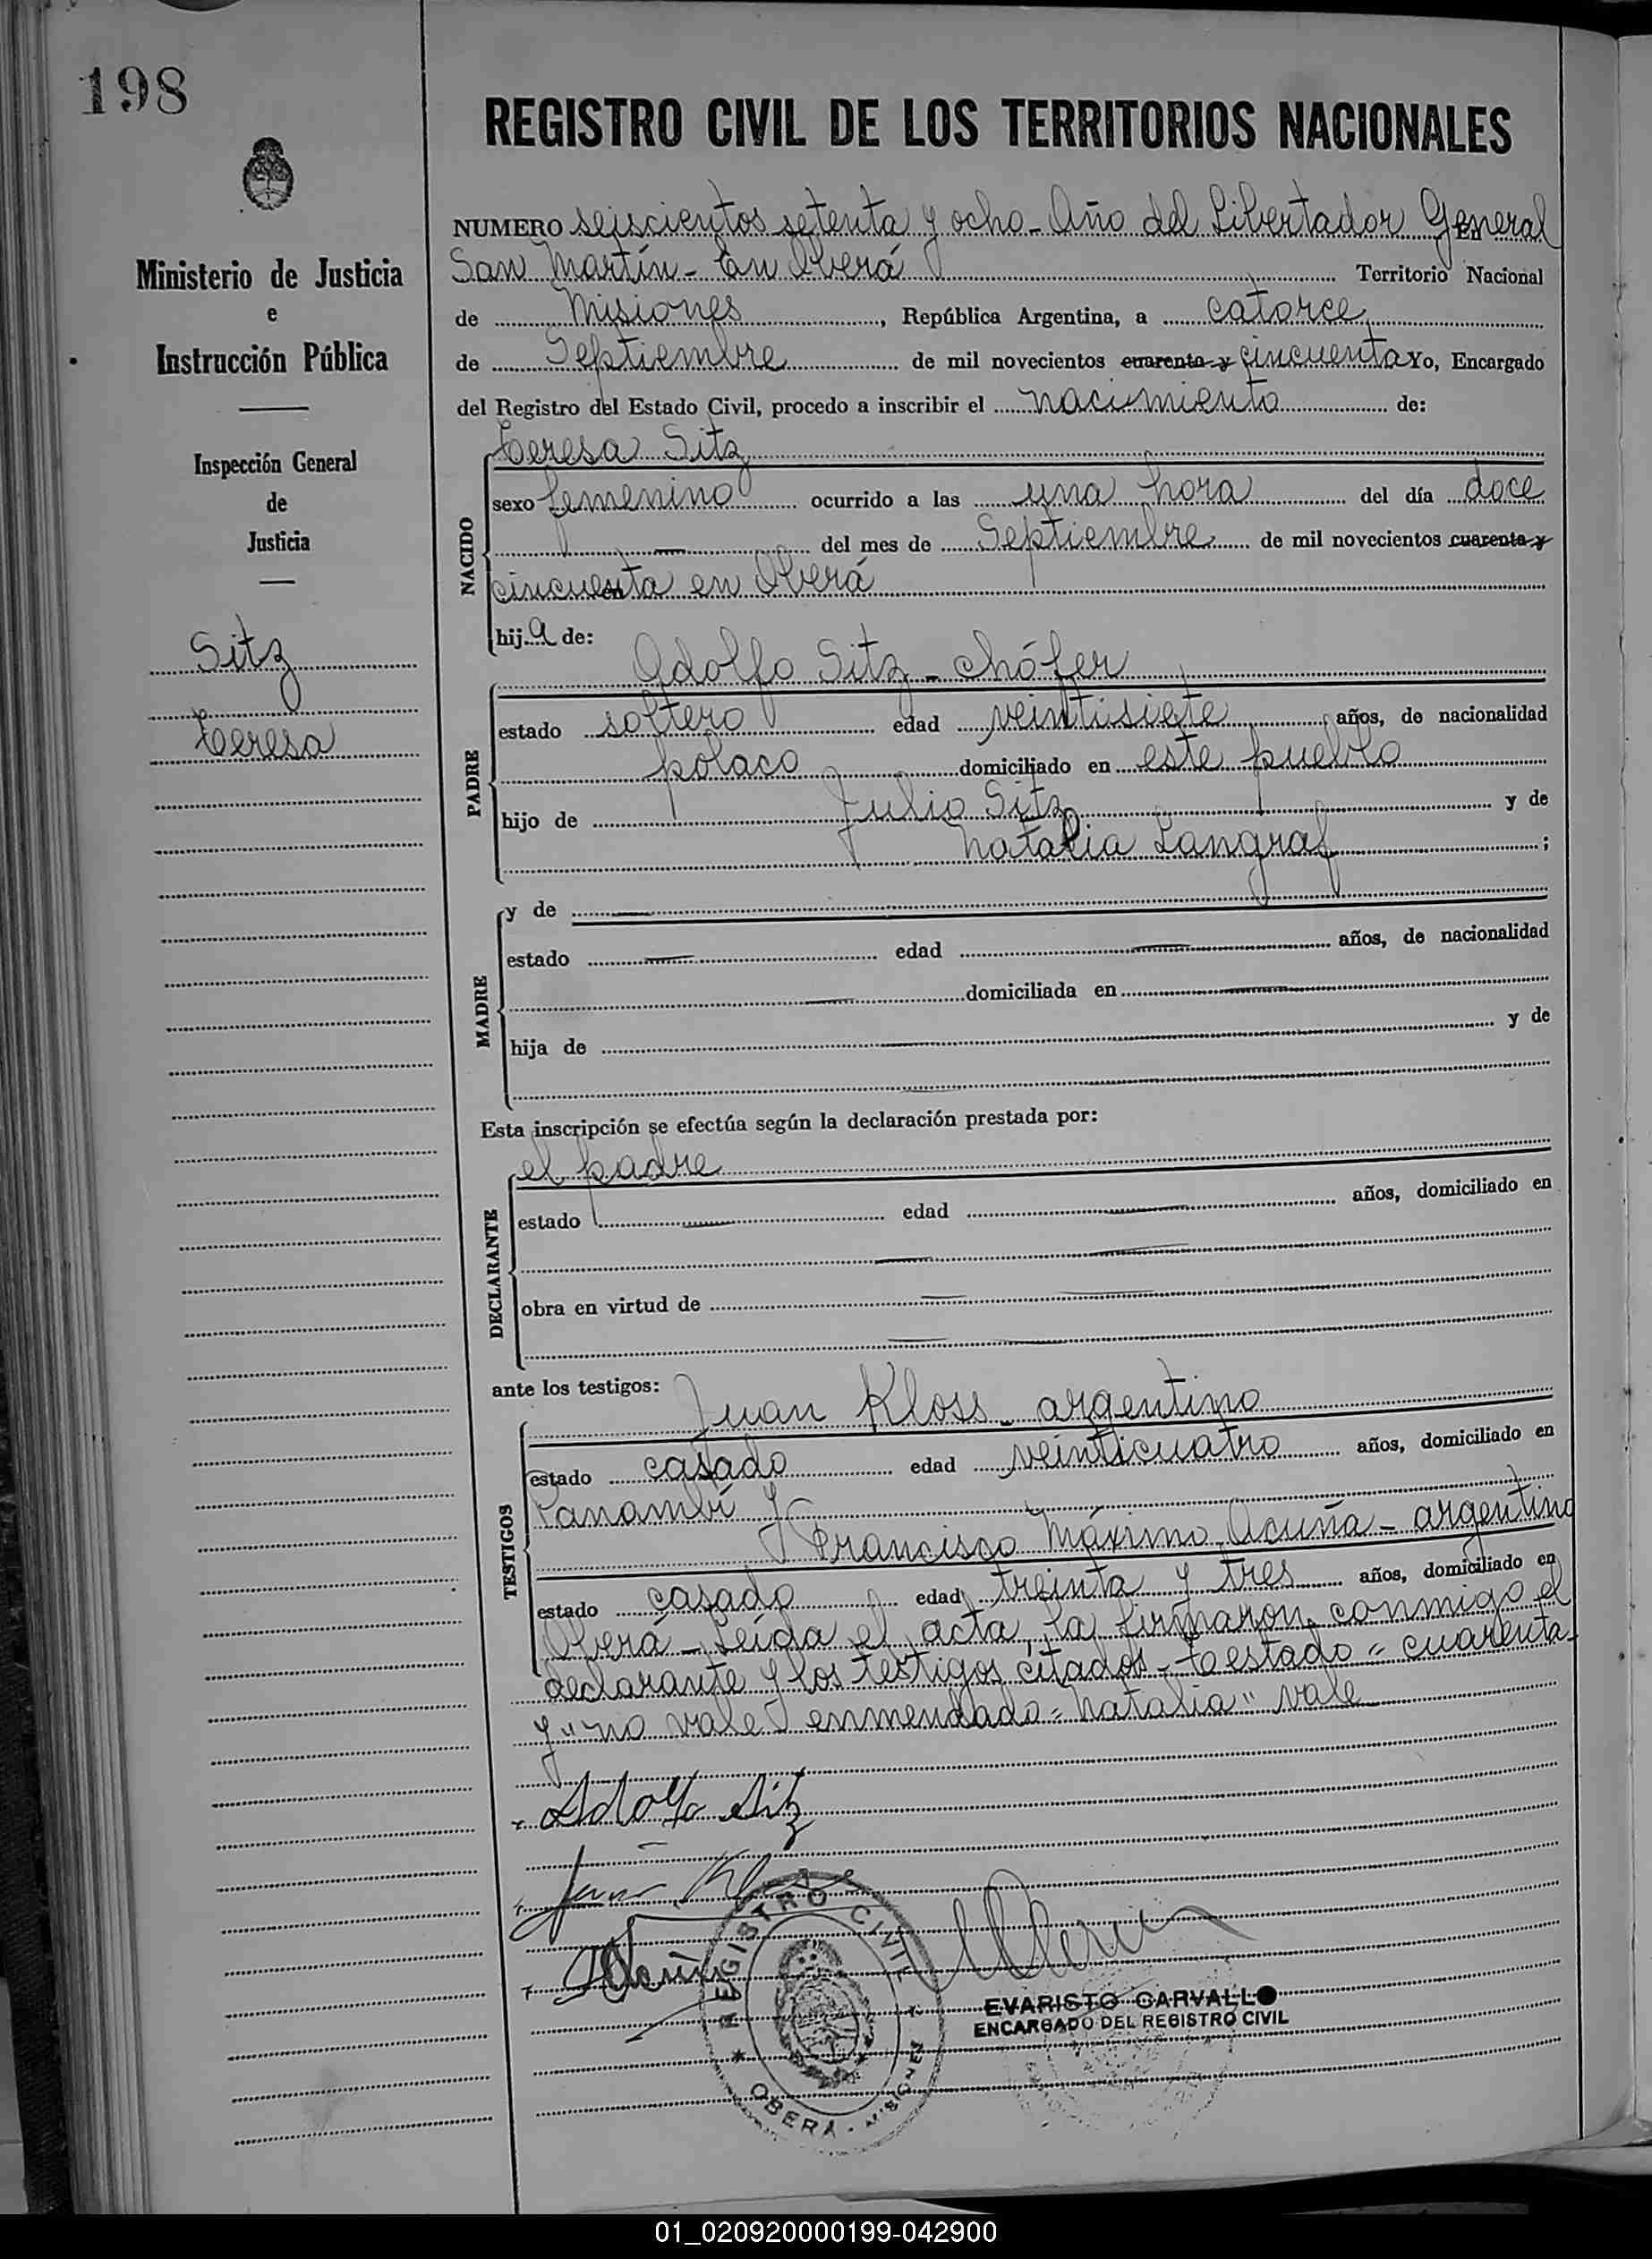 198
REGISTRO CIVIL DE LOS TERRITORIOS NACIONALES
Ministerio de Justicia
e
Instrucción Pública
Inspección General
de
Justicia
Sitz
Teresa
NUMERO seiscientos setenta y ocho - Año del Libertador General
San Martín - En Oberá Territorio Nacional
de Misiones, República Argentina, a catorce
de Septiembre de mil novecientos cuarenta y cincuenta Yo, Encargado
del Registro del Estado Civil, procedo a inscribir el nacimiento de:
NACIDO
Teresa Sitz
sexo femenino ocurrido a las una hora del día doce
del mes de Septiembre de mil novecientos cuarenta y
cincuenta en Oberá
hija de:
PADRE
Adolfo Sitz - chófer
estado soltero edad veintisiete años, de nacionalidad
polaco domiciliado en este pueblo
hijo de Julio Sitz y de
Natalia Langraf ;
MADRE
y de
estado edad años, de nacionalidad
domiciliada en
hija de y de
Esta inscripción se efectúa según la declaración prestada por:
DECLARANTE
el padre
estado edad años, domiciliado en
obra en virtud de
ante los testigos:
TESTIGOS
Juan Kloss - argentino
estado casado edad veinticuatro años, domiciliado en
Panambí y
Francisco Máximo Acuña - argentino
estado casado edad treinta y tres años, domiciliado en
Oberá - Leída el acta, la firmaron conmigo el
declarante y los testigos citados - Testado = cuarenta
y" no vale enmendado = Natalia" vale
Adolfo Sitz
Juan Kloss
REGISTRO CIVIL
OBERA - MISIONES
EVARISTO CARVALLO
ENCARGADO DEL REGISTRO CIVIL
01_020920000199-042900